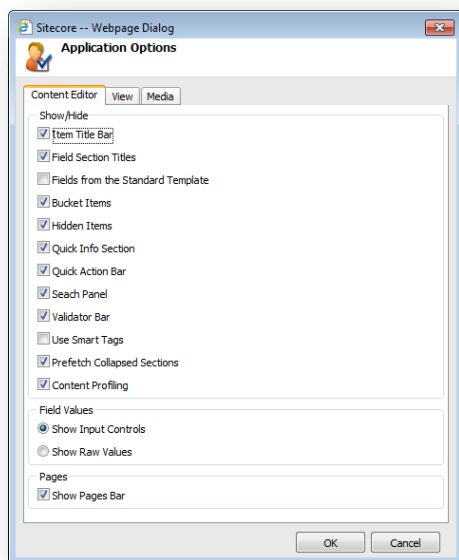 Sitecore -- Webpage Dialog
Application Options
Content Editor View Media
Show/Hide
Item Title Bar
Field Section Titles
Fields from the Standard Template
Bucket Items
Hidden Items
Quick Info Section
Quick Action Bar
Seach Panel
Validator Bar
Use Smart Tags
Prefetch Collapsed Sections
Content Profiling
Field Values
Show Input Controls
Show Raw Values
Pages
Show Pages Bar
OK Cancel